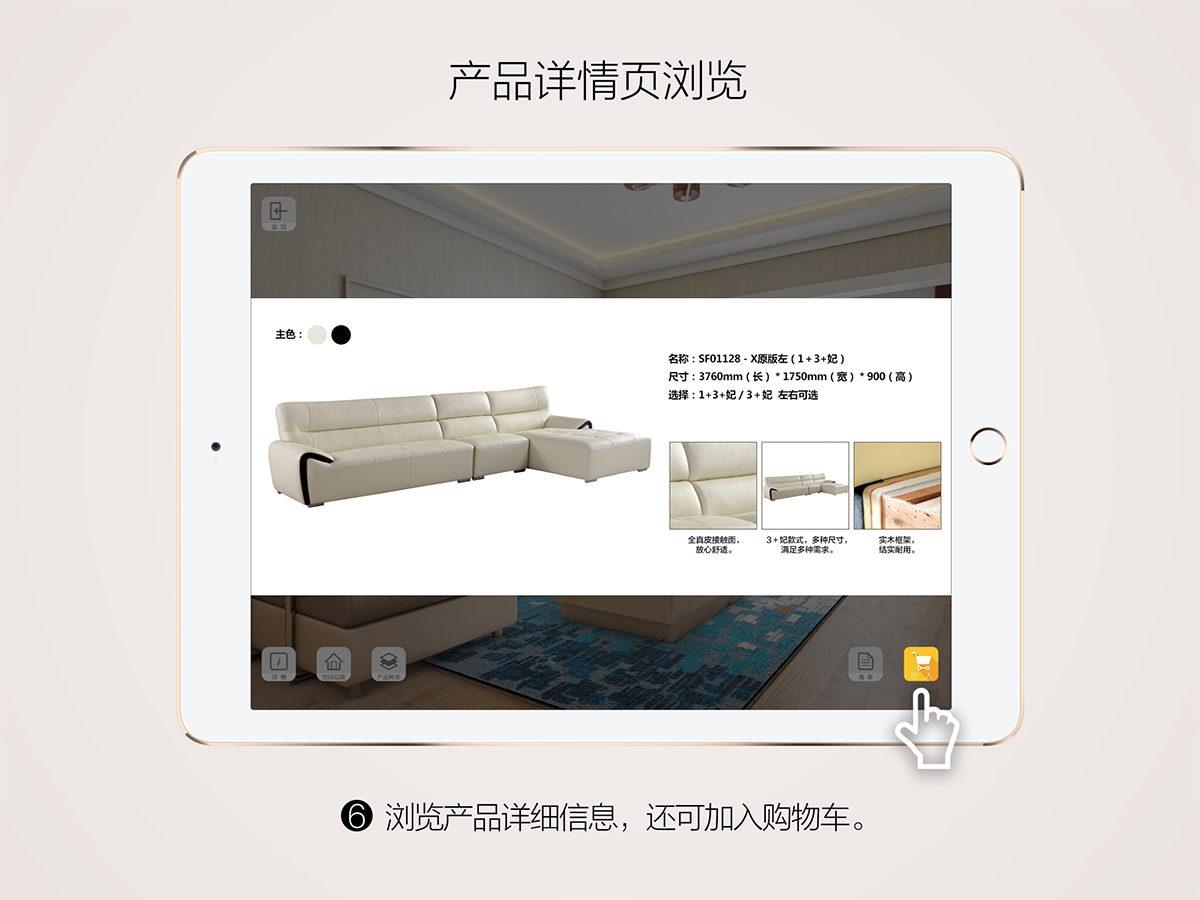 产品详情页浏览
返回
主色：
名称：SF01128 - X原版左（1＋3+妃）
尺寸：3760mm（长）* 1750mm（宽）* 900（高）
选择：1+3+妃 / 3＋妃 左右可选
全真皮接触面，
放心舒适。
3＋妃款式，多种尺寸，
满足多种需求。
实木框架，
结实耐用。
详情
空间切换
产品种类
清单
加入
❻ 浏览产品详细信息，还可加入购物车。